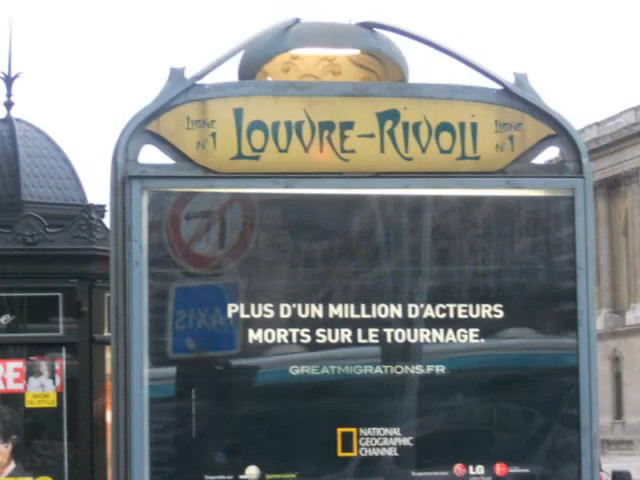 LIGNE
N°1
LOUVRE-RIVOLI
LIGNE
N°1
PLUS D'UN MILLION D'ACTEURS
MORTS SUR LE TOURNAGE.
GREATMIGRATIONS.FR
NATIONAL
GEOGRAPHIC
CHANNEL
LG
TAXIS
RE